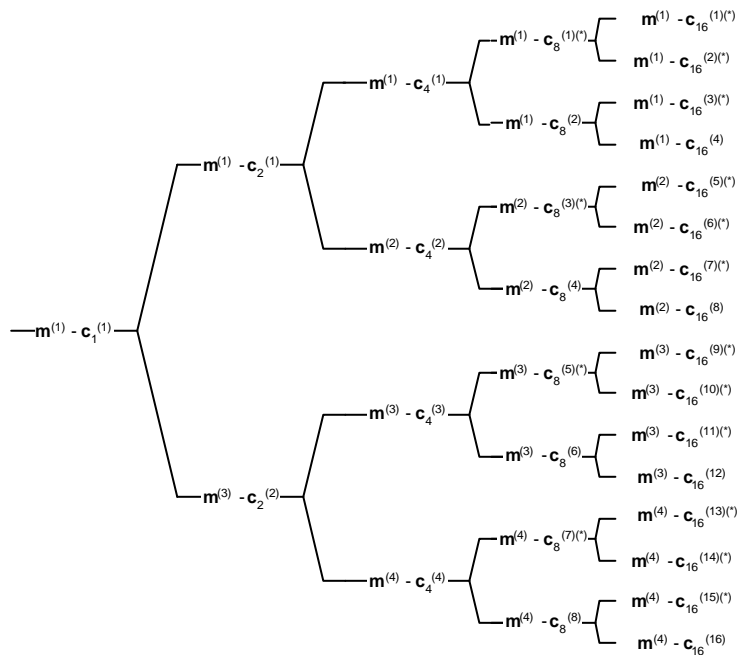 m(1) - c16(1)(*)
m(1) - c8(1)(*)
m(1) - c16(2)(*)
m(1) - c4(1)
m(1) - c16(3)(*)
m(1) - c8(2)
m(1) - c16(4)
m(1) - c2(1)
m(2) - c16(5)(*)
m(2) - c8(3)(*)
m(2) - c16(6)(*)
m(2) - c4(2)
m(2) - c16(7)(*)
m(2) - c8(4)
m(2) - c16(8)
m(1) - c1(1)
m(3) - c16(9)(*)
m(3) - c8(5)(*)
m(3) - c16(10)(*)
m(3) - c4(3)
m(3) - c16(11)(*)
m(3) - c8(6)
m(3) - c16(12)
m(3) - c2(2)
m(4) - c16(13)(*)
m(4) - c8(7)(*)
m(4) - c16(14)(*)
m(4) - c4(4)
m(4) - c16(15)(*)
m(4) - c8(8)
m(4) - c16(16)